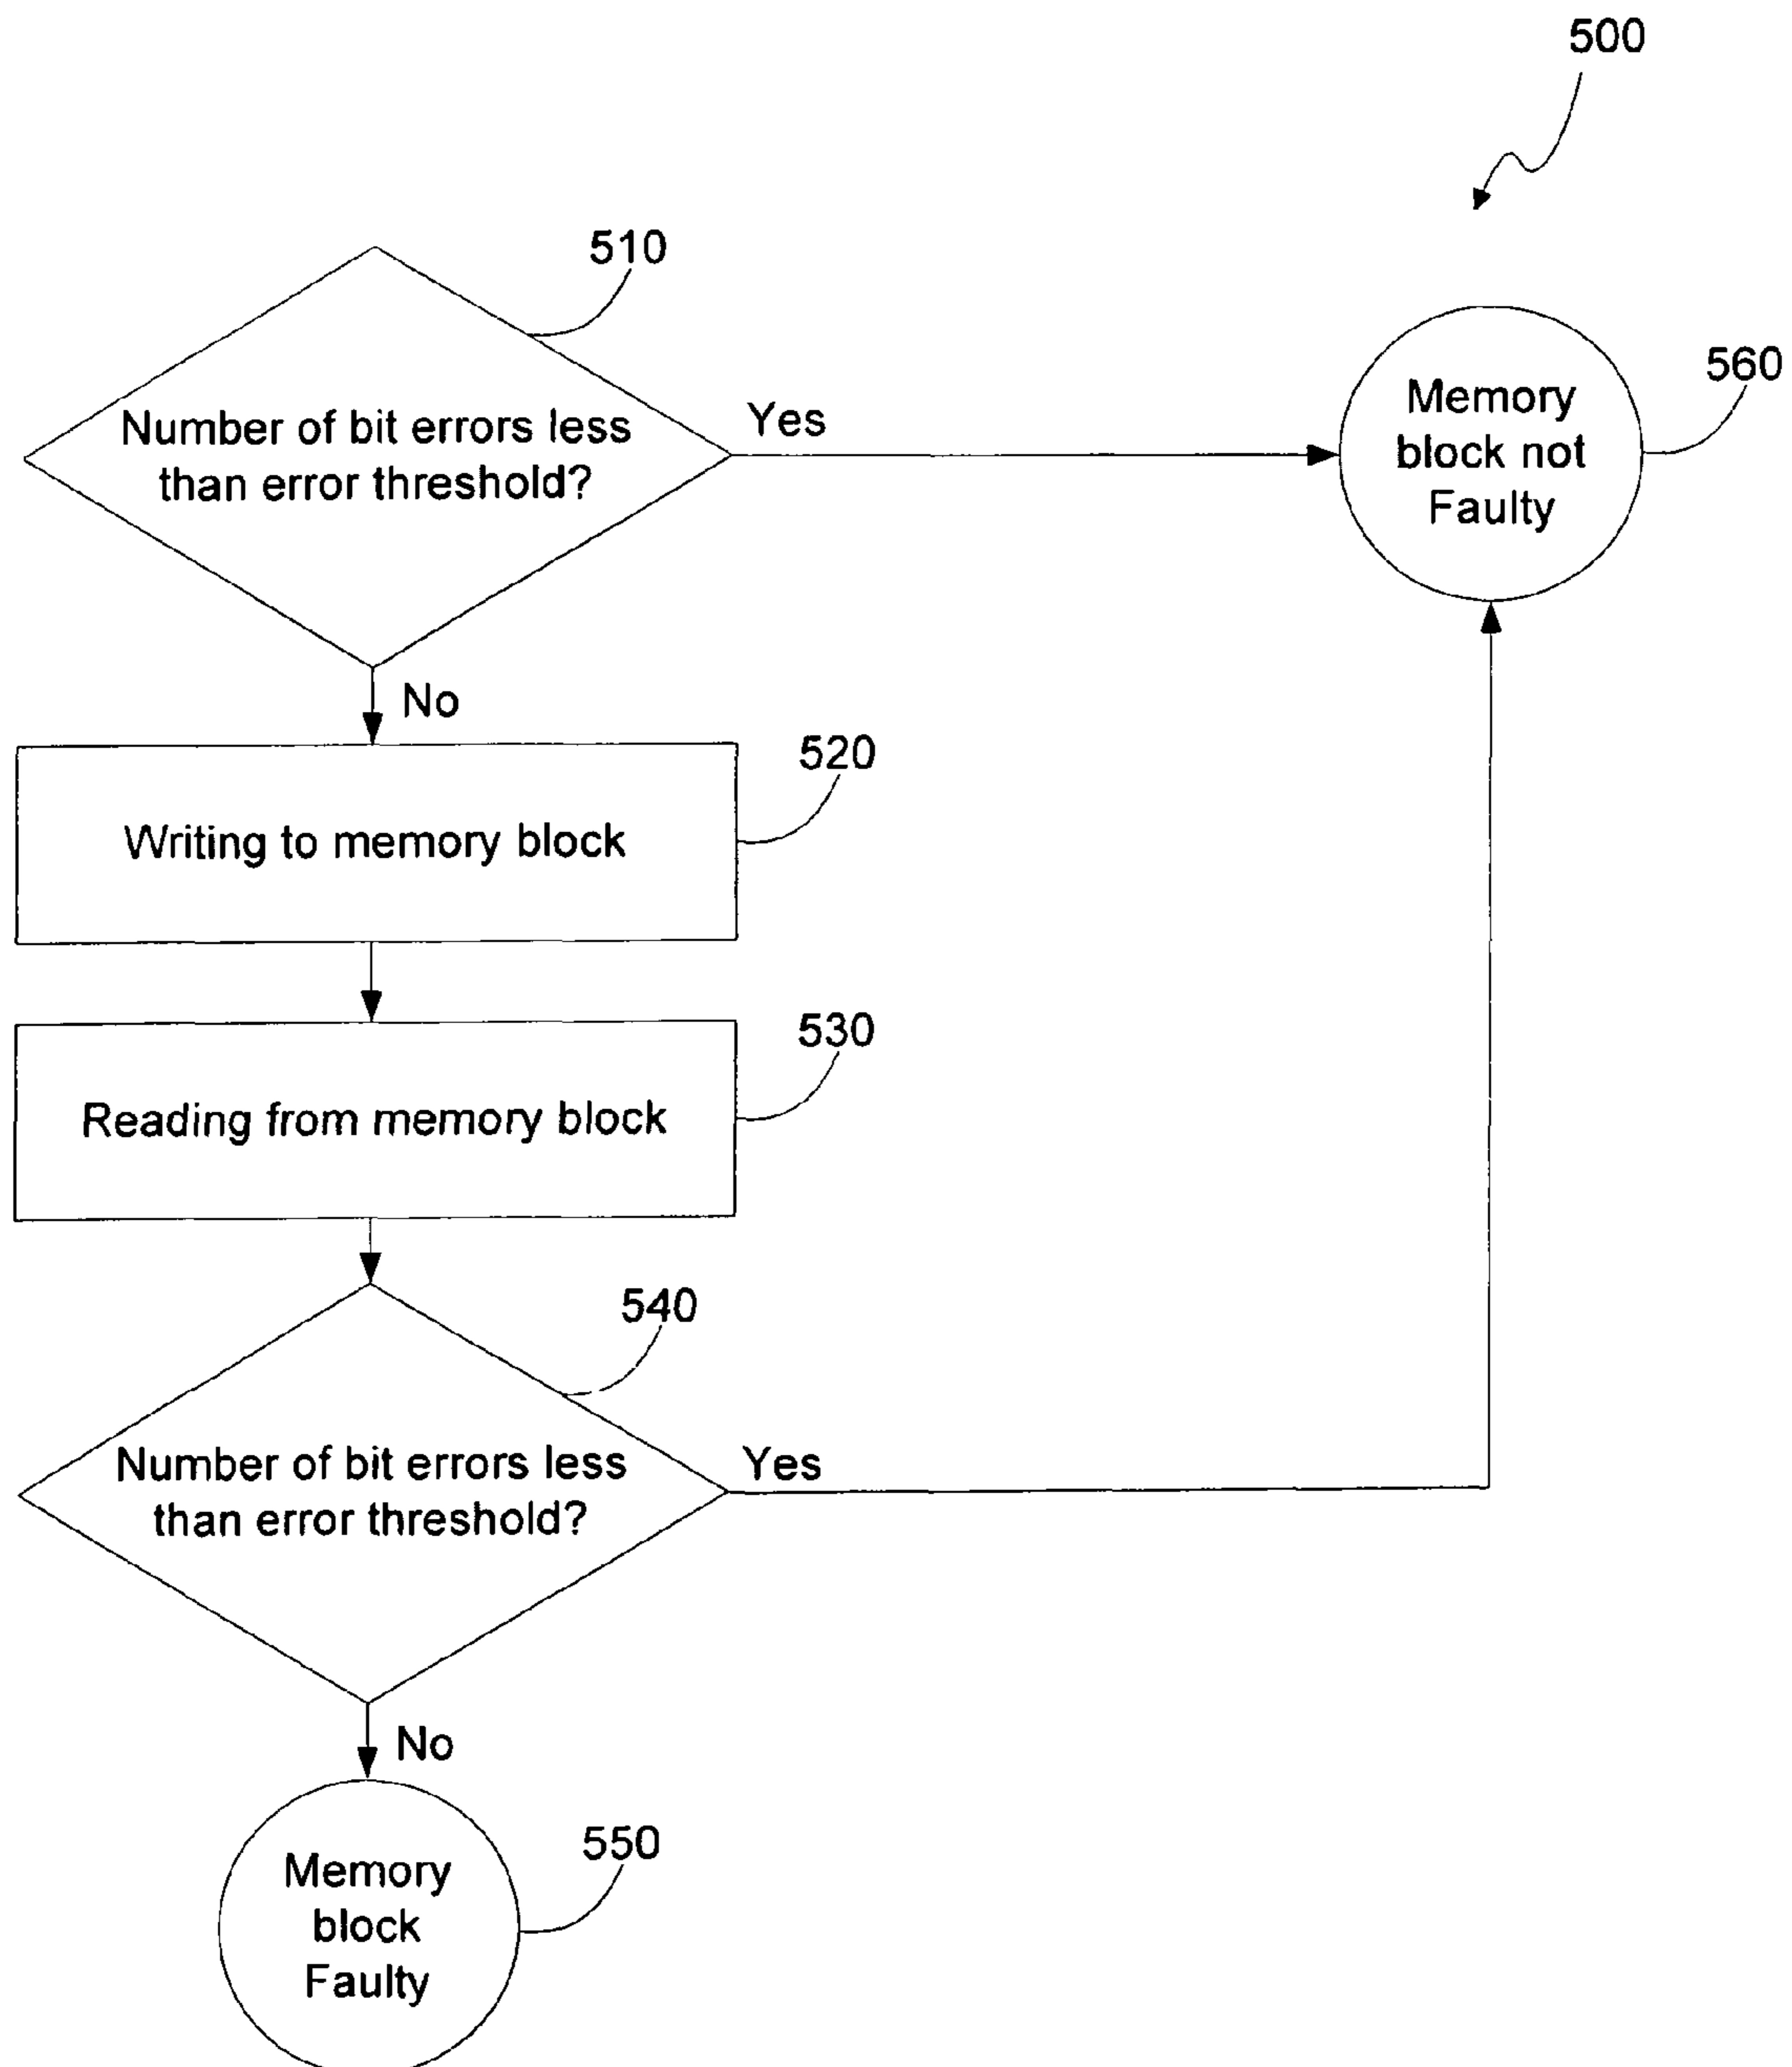 500
510
Number of bit errors less
than error threshold?
Yes
Memory
block not
Faulty
560
No
520
Writing to memory block
530
Reading from memory block
540
Number of bit errors less
than error threshold?
Yes
No
550
Memory
block
Faulty